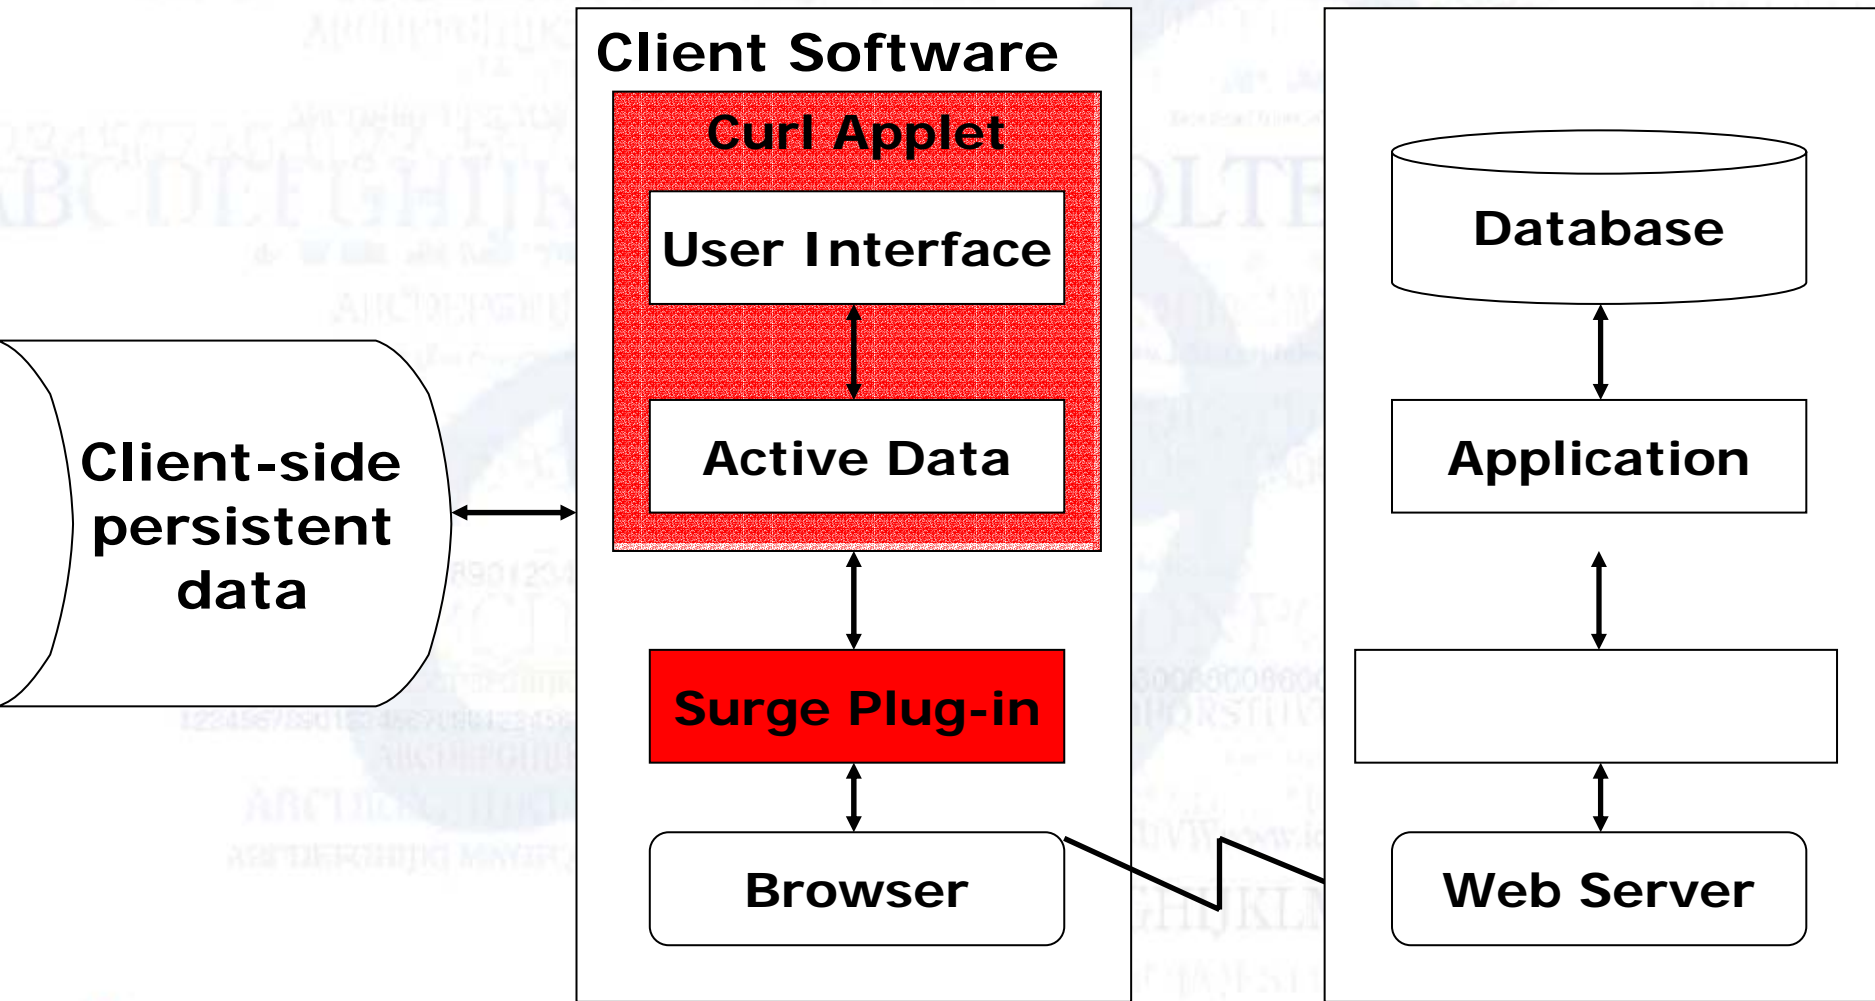 Client Software
Curl Applet
User Interface
Active Data
Surge Plug-in
Browser
Client-side
persistent
data
Database
Application
Web Server